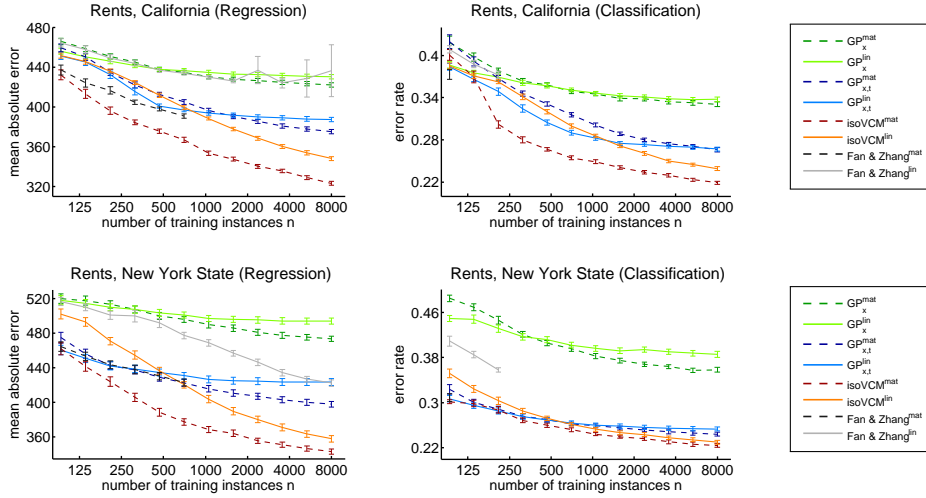 Rents, California (Regression)
mean absolute error
480
440
400
360
320
125 250 500 1000 2000 4000 8000
number of training instances n
Rents, California (Classification)
error rate
0.4
0.34
0.28
0.22
125 250 500 1000 2000 4000 8000
number of training instances n
GP_x^mat
GP_x^lin
GP_x,t^mat
GP_x,t^lin
isoVCM^mat
isoVCM^lin
Fan & Zhang^mat
Fan & Zhang^lin
Rents, New York State (Regression)
mean absolute error
520
480
440
400
360
125 250 500 1000 2000 4000 8000
number of training instances n
Rents, New York State (Classification)
error rate
0.46
0.38
0.3
0.22
125 250 500 1000 2000 4000 8000
number of training instances n
GP_x^mat
GP_x^lin
GP_x,t^mat
GP_x,t^lin
isoVCM^mat
isoVCM^lin
Fan & Zhang^mat
Fan & Zhang^lin